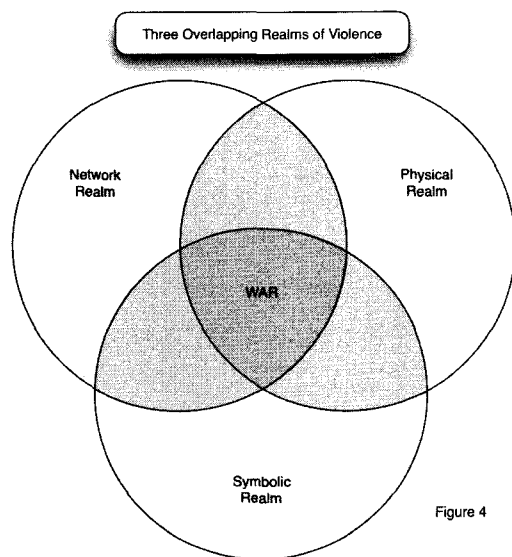 Three Overlapping Realms of Violence
Network
Realm
Physical
Realm
WAR
Symbolic
Realm
Figure 4